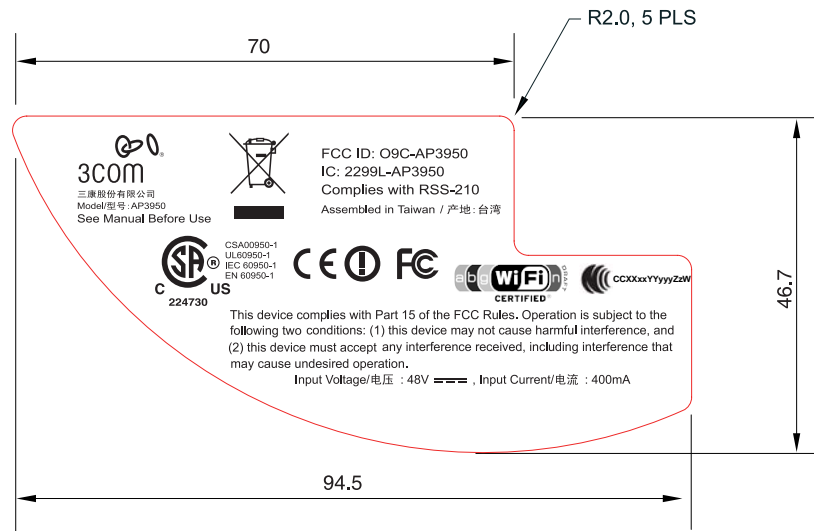 R2.0, 5 PLS
70
3COM
三康股份有限公司
Model/型号:AP3950
See Manual Before Use
FCC ID: O9C-AP3950
IC: 2299L-AP3950
Complies with RSS-210
Assembled in Taiwan / 产地:台湾
CSA00950-1
UL60950-1
IEC 60950-1
EN 60950-1
SA ®
C US
224730
CE FC
abg WiFi n DRAFT
CERTIFIED®
CCXXxxYYyyyZzW
46.7
This device complies with Part 15 of the FCC Rules. Operation is subject to the
following two conditions: (1) this device may not cause harmful interference, and
(2) this device must accept any interference received, including interference that
may cause undesired operation.
Input Voltage/电压 : 48V , Input Current/电流 : 400mA
94.5